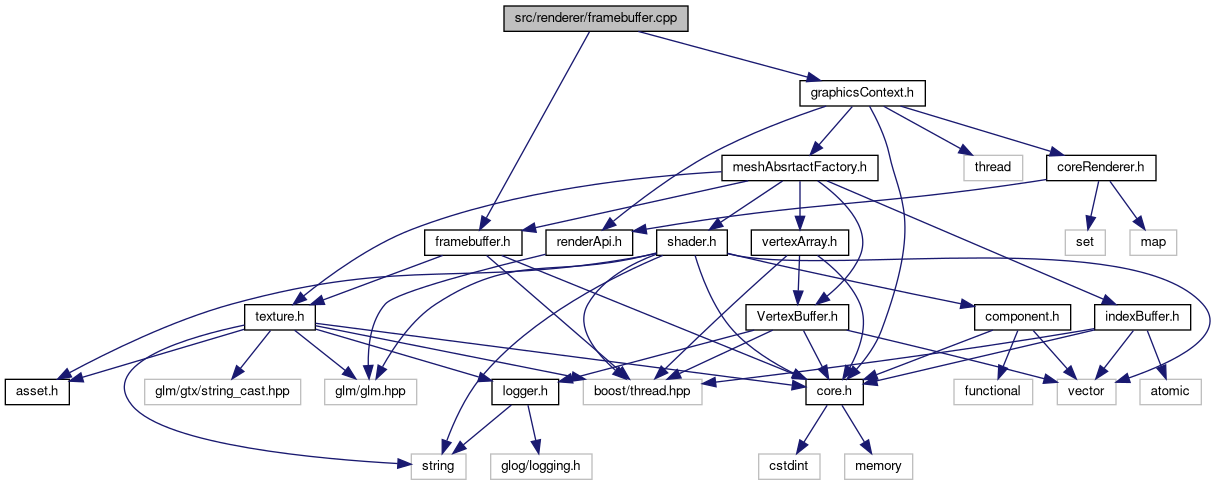 src/renderer/framebuffer.cpp
graphicsContext.h
meshAbsrtactFactory.h
thread
coreRenderer.h
framebuffer.h
renderApi.h
shader.h
vertexArray.h
set
map
texture.h
VertexBuffer.h
component.h
indexBuffer.h
asset.h
glm/gtx/string_cast.hpp
glm/glm.hpp
logger.h
boost/thread.hpp
core.h
functional
vector
atomic
string
glog/logging.h
cstdint
memory